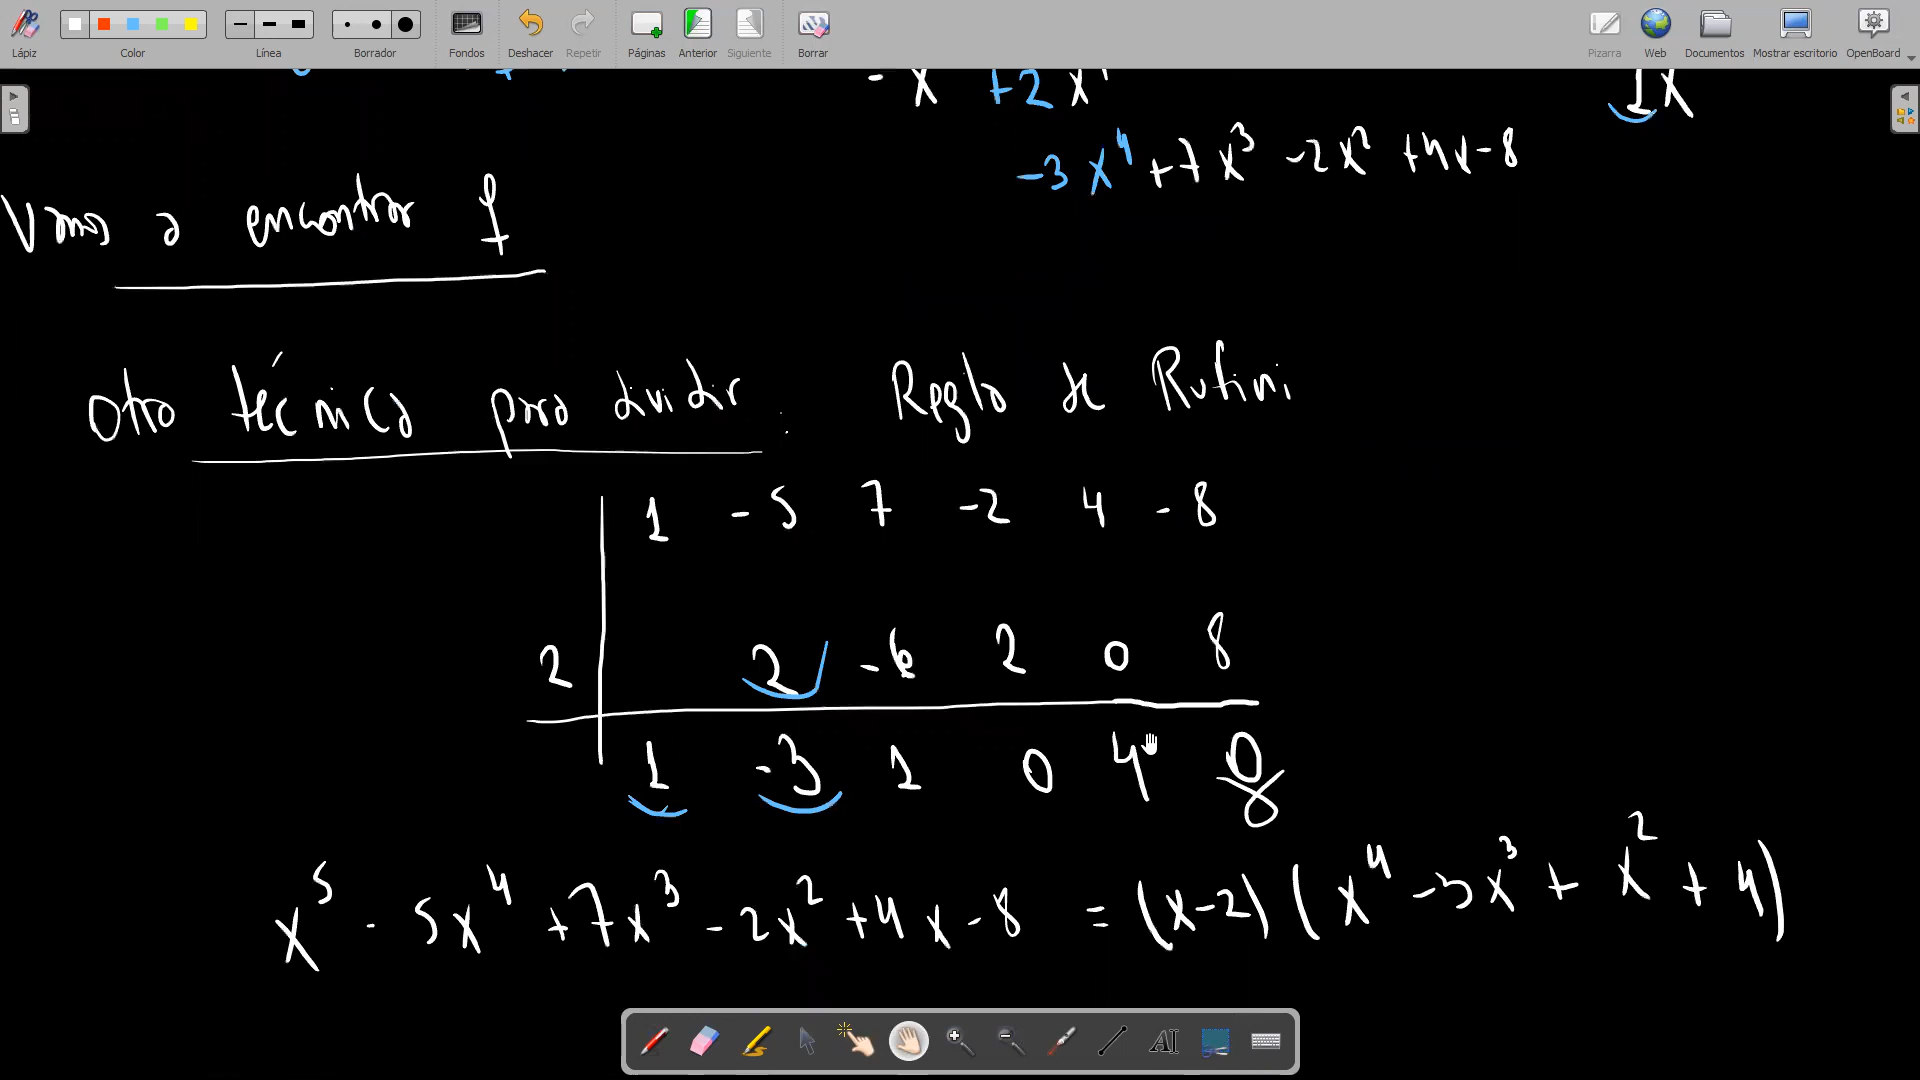 Lápiz Color Línea Borrador Fondos Deshacer Repetir Páginas Anterior Siguiente Borrar Pizarra Web Documentos Mostrar escritorio OpenBoard
- x +2 x 1x
-3x⁴ +7x³ -2x² +4x-8
Vamos a encontrar f
Otra técnica para dividir: Regla de Rufini
1 -5 7 -2 4 -8
2 2 -6 2 0 8
1 -3 1 0 4 0
x⁵ - 5x⁴ +7x³ - 2x² +4x -8 = (x-2) (x⁴ -3x³ + x² + 4)
AI